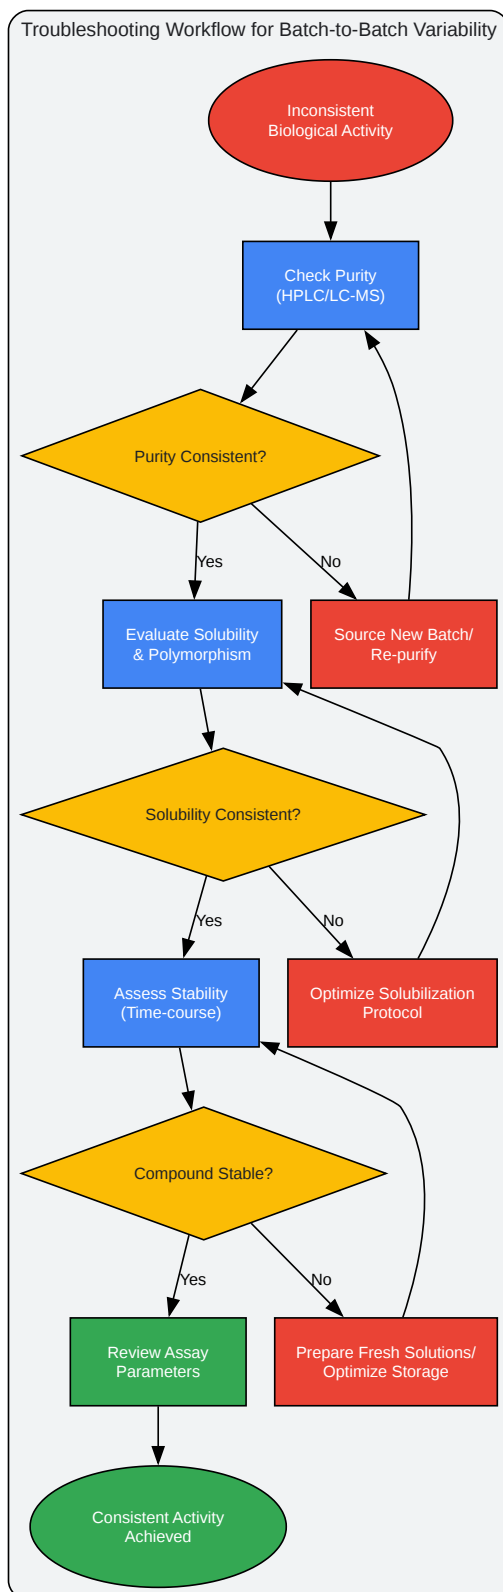 Troubleshooting Workflow for Batch-to-Batch Variability
Inconsistent
Biological Activity
Check Purity
(HPLC/LC-MS)
Purity Consistent?
Yes
No
Evaluate Solubility
& Polymorphism
Source New Batch/
Re-purify
Solubility Consistent?
Yes
No
Assess Stability
(Time-course)
Optimize Solubilization
Protocol
Compound Stable?
Yes
No
Review Assay
Parameters
Prepare Fresh Solutions/
Optimize Storage
Consistent Activity
Achieved